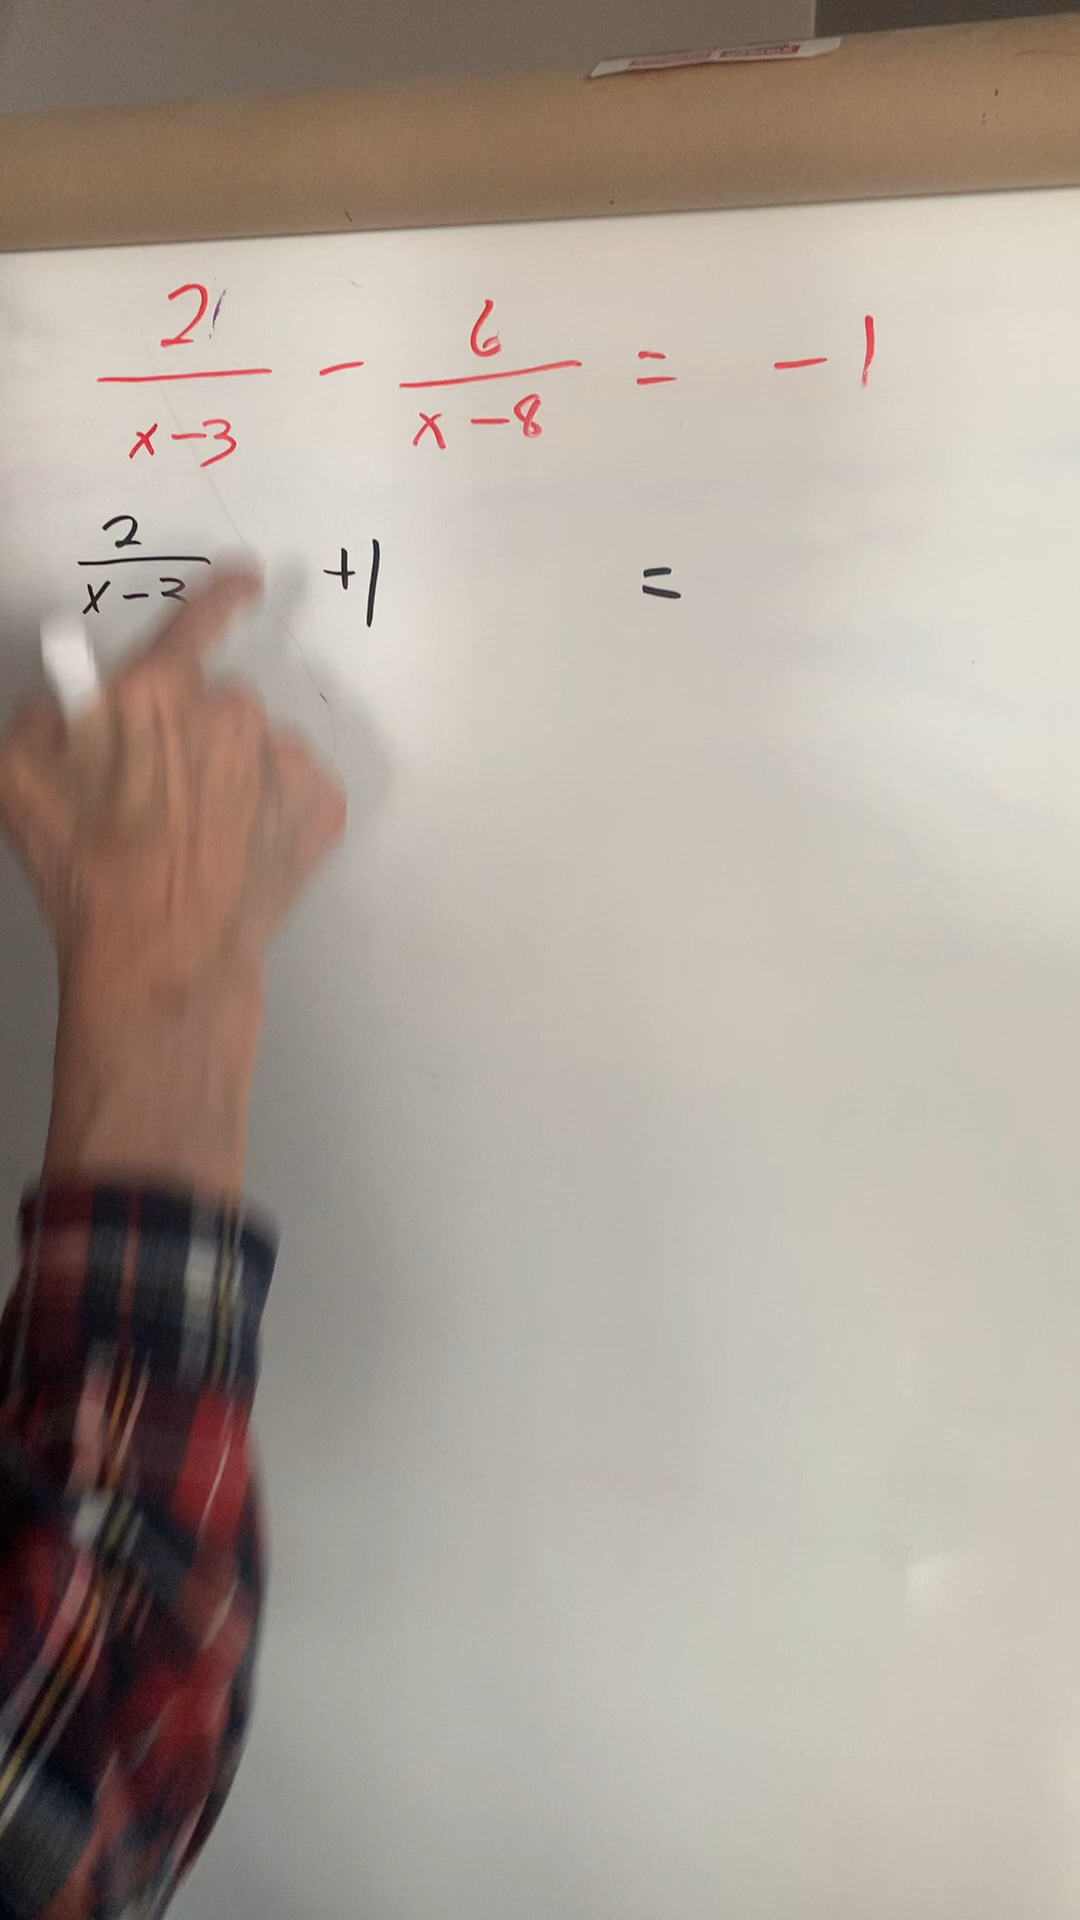 2/(x-3) - 6/(x-8) = -1
2/(x-3) +1 =